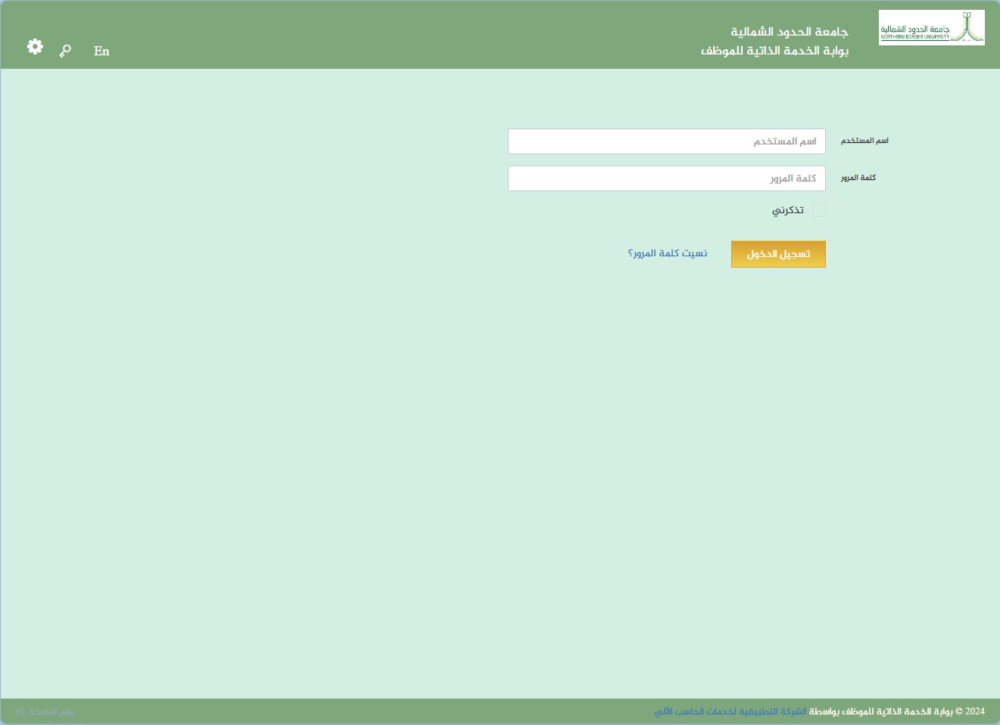 جامعة الحدود الشمالية
NORTHERN BORDER UNIVERSITY
جامعة الحدود الشمالية
بوابة الخدمة الذاتية للموظف
En
اسم المستخدم
اسم المستخدم
كلمة المرور
كلمة المرور
تذكرني
تسجيل الدخول
نسيت كلمة المرور؟
2024 © بوابة الخدمة الذاتية للموظف بواسطة الشركة التطبيقية لخدمات الحاسب الآلي
رقم النسخة 62